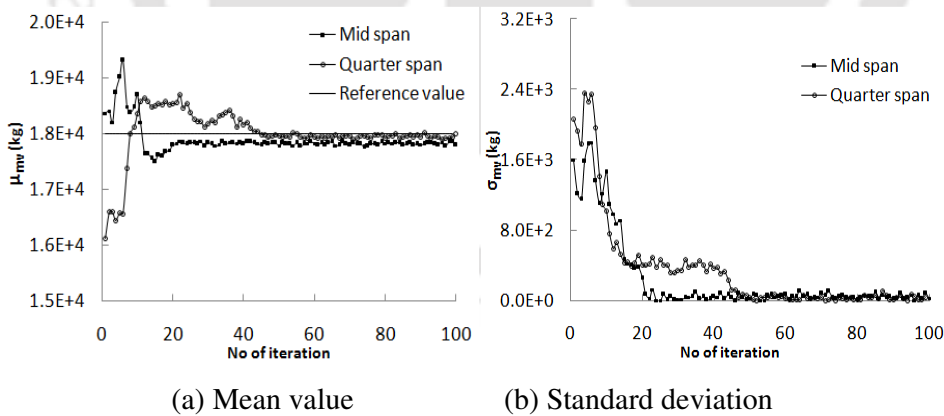 2.0E+4
1.9E+4
1.8E+4
1.7E+4
1.6E+4
1.5E+4
μmv (kg)
Mid span
Quarter span
Reference value
0 20 40 60 80 100
No of iteration
(a) Mean value
3.2E+3
2.4E+3
1.6E+3
8.0E+2
0.0E+0
σmv (kg)
Mid span
Quarter span
0 20 40 60 80 100
No of iteration
(b) Standard deviation